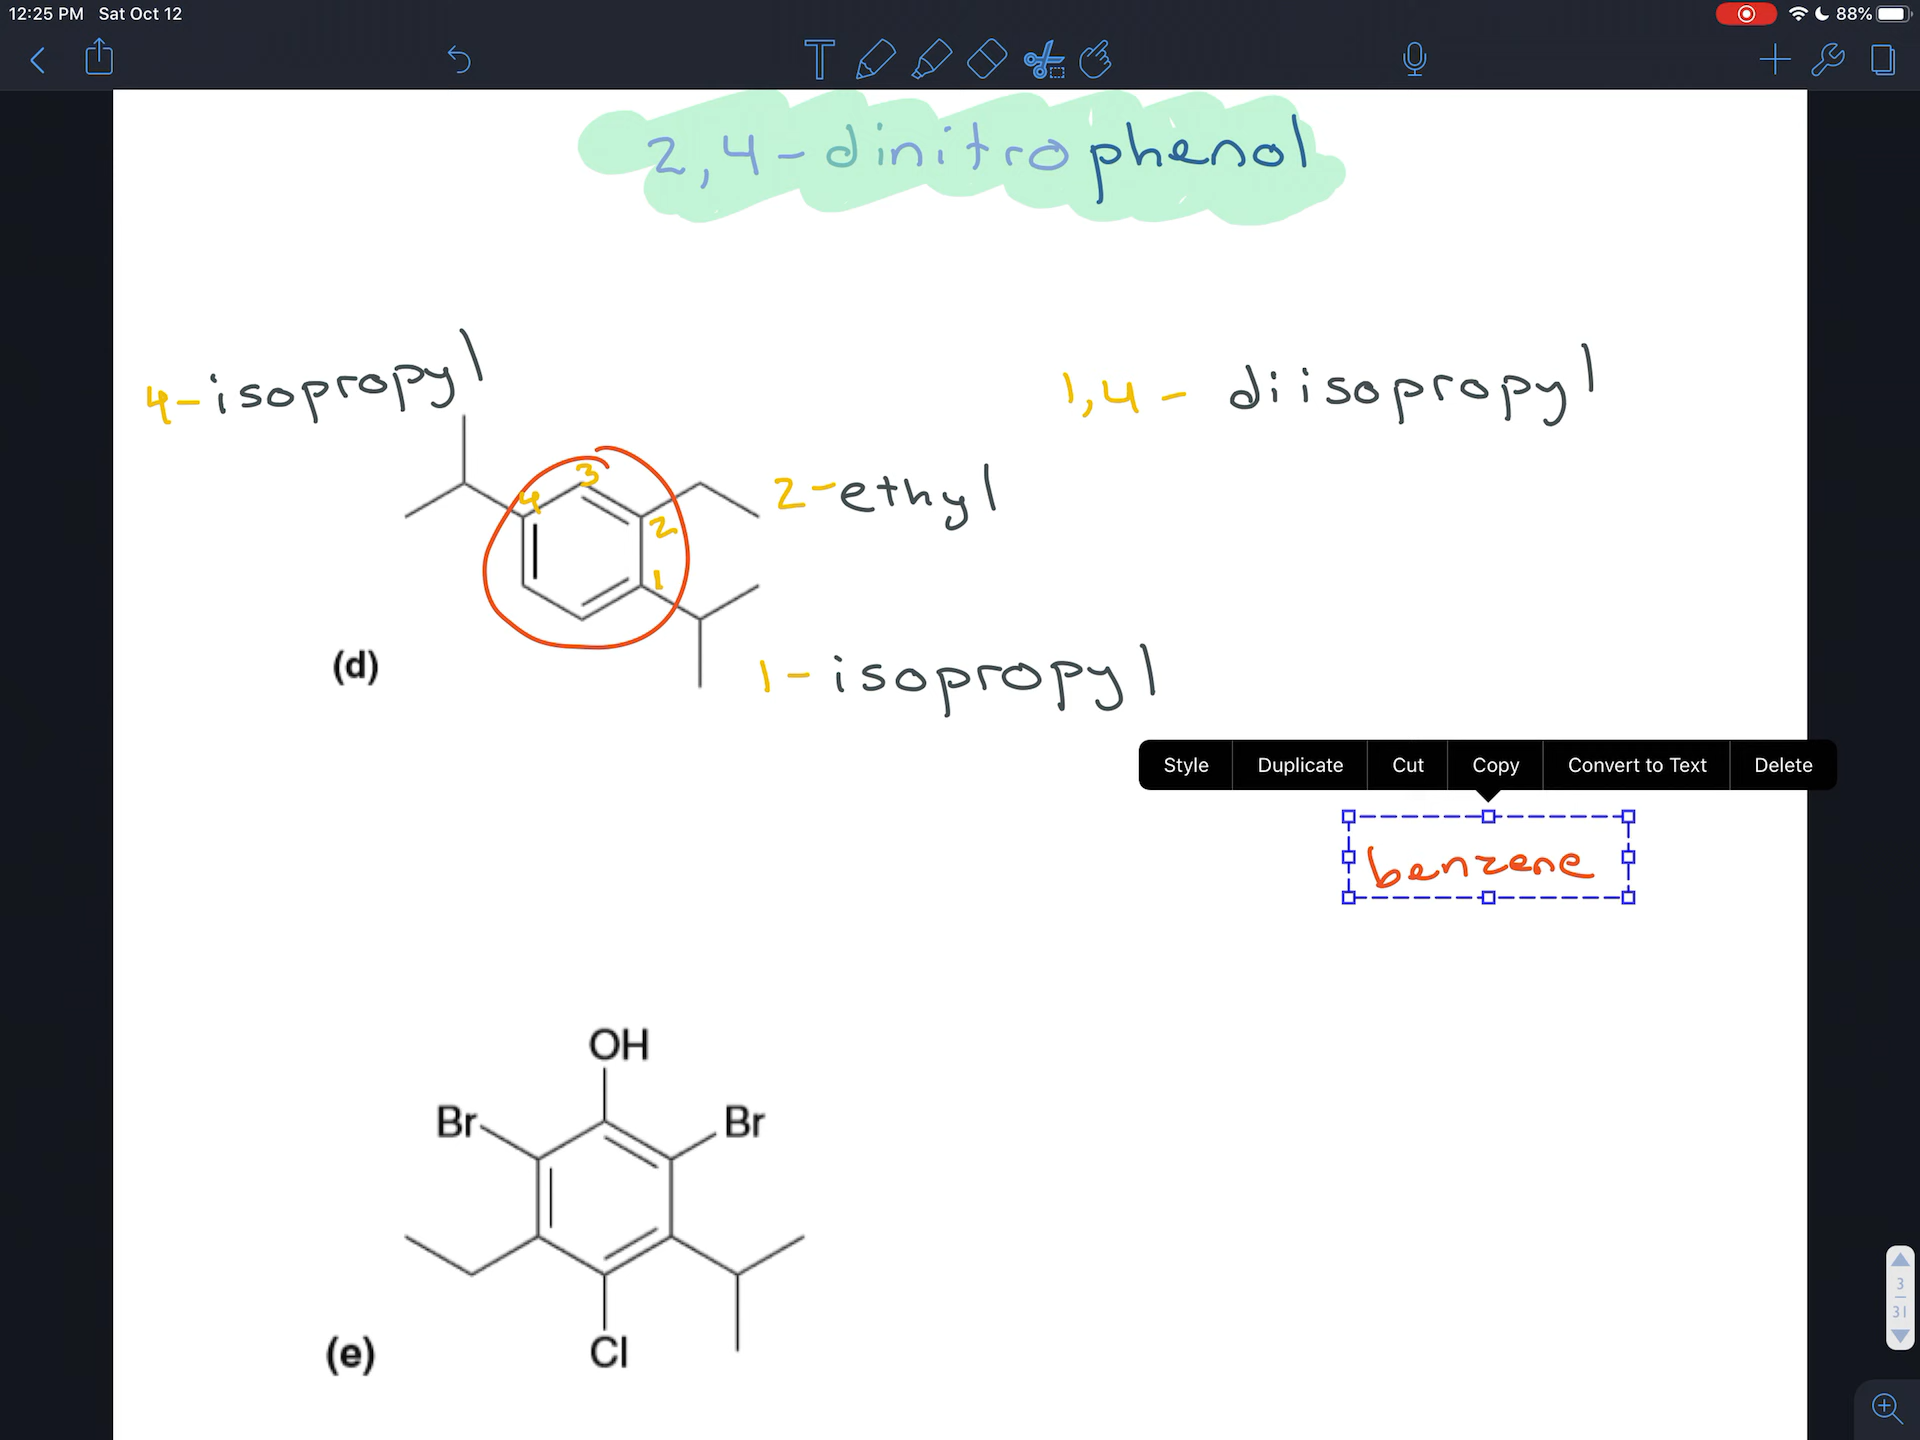 12:25 PM Sat Oct 12
88%
2,4-dinitrophenol
4-isopropyl
1,4- diisopropyl
3
4
2-ethyl
2
1
(d)
1-isopropyl
Style Duplicate Cut Copy Convert to Text Delete
benzene
OH
Br Br
3
31
Cl
(e)